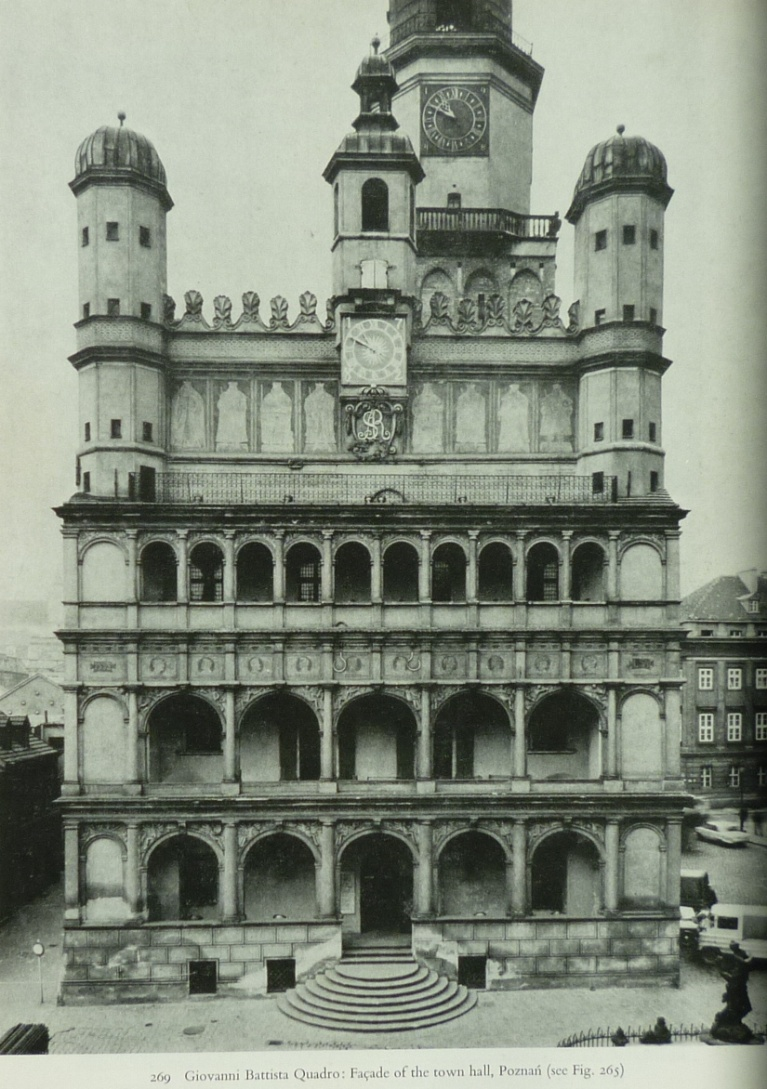 269 Giovanni Battista Quadro: Façade of the town hall, Poznań (see Fig. 265)